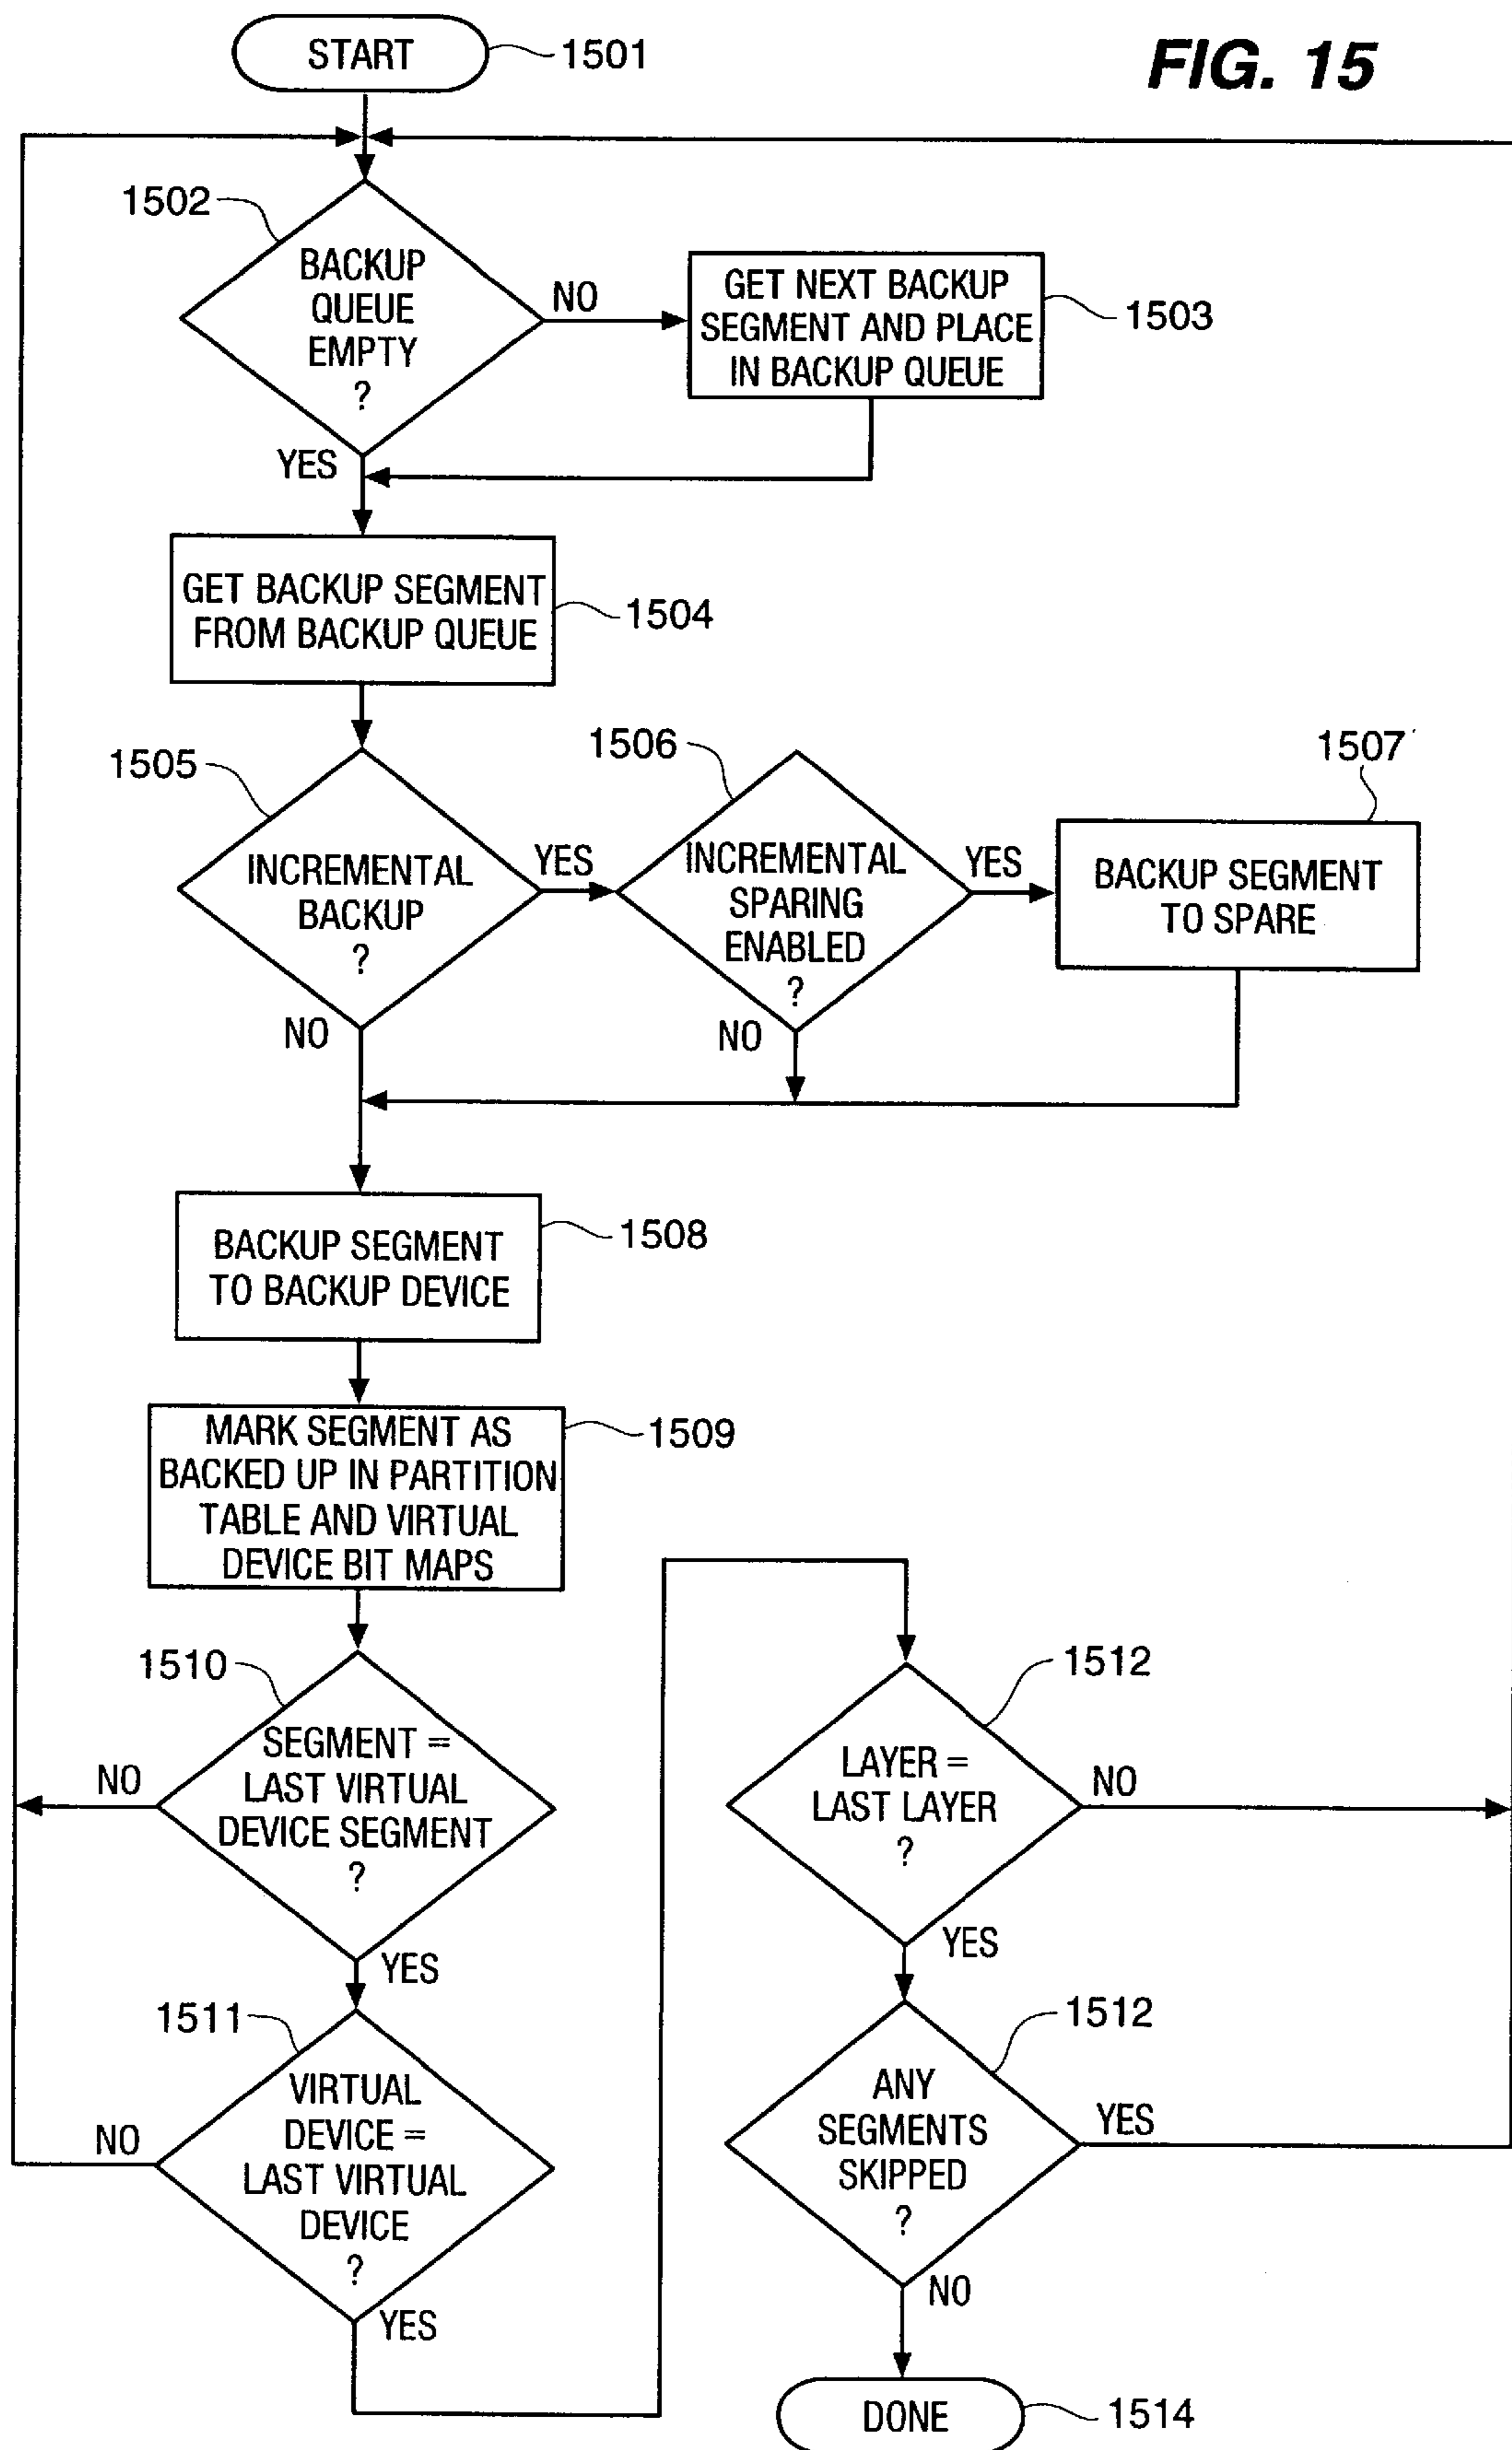 FIG. 15
START
1501
1502
BACKUP
QUEUE
EMPTY
?
NO
GET NEXT BACKUP
SEGMENT AND PLACE
IN BACKUP QUEUE
1503
YES
GET BACKUP SEGMENT
FROM BACKUP QUEUE
1504
1505
INCREMENTAL
BACKUP
?
YES
NO
1506
INCREMENTAL
SPARING
ENABLED
?
YES
NO
1507
BACKUP SEGMENT
TO SPARE
BACKUP SEGMENT
TO BACKUP DEVICE
1508
MARK SEGMENT AS
BACKED UP IN PARTITION
TABLE AND VIRTUAL
DEVICE BIT MAPS
1509
1510
SEGMENT =
LAST VIRTUAL
DEVICE SEGMENT
?
NO
YES
1511
VIRTUAL
DEVICE =
LAST VIRTUAL
DEVICE
?
NO
YES
1512
LAYER =
LAST LAYER
?
NO
YES
1512
ANY
SEGMENTS
SKIPPED
?
YES
NO
DONE
1514